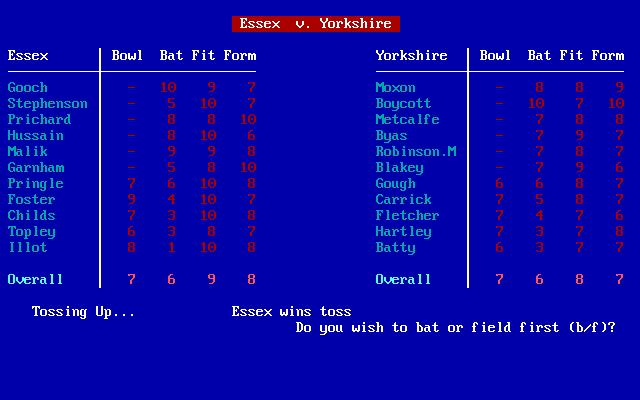 Essex  v. Yorkshire
Essex Bowl Bat Fit Form Yorkshire Bowl Bat Fit Form
Gooch - 10 9 7 Moxon - 8 8 9
Stephenson - 5 10 7 Boycott - 10 7 10
Prichard - 8 8 10 Metcalfe - 7 8 8
Hussain - 8 10 6 Byas - 7 9 7
Malik - 9 9 8 Robinson.M - 7 8 7
Garnham - 5 8 10 Blakey - 7 9 6
Pringle 7 6 10 8 Gough 6 6 8 7
Foster 9 4 10 7 Carrick 7 5 8 7
Childs 7 3 10 8 Fletcher 7 4 7 6
Topley 6 3 8 7 Hartley 7 3 7 8
Illot 8 1 10 8 Batty 6 3 7 7
Overall 7 6 9 8 Overall 7 6 8 7
Tossing Up... Essex wins toss
Do you wish to bat or field first (b/f)?